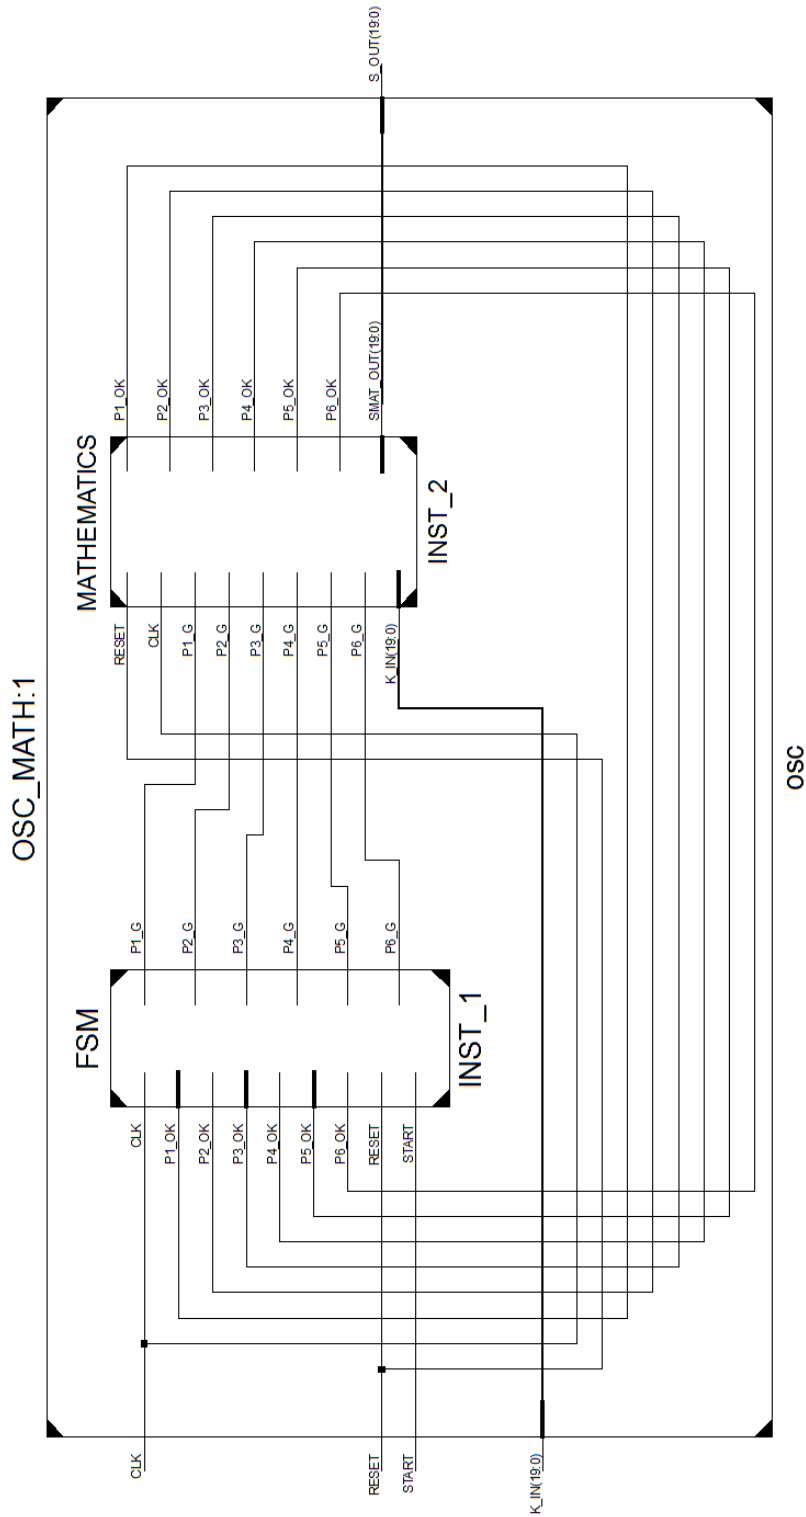 OSC_MATH:1
S_OUT(19:0)
P1_OK
P2_OK
P3_OK
P4_OK
P5_OK
P6_OK
SMAT_OUT(19:0)
MATHEMATICS
INST_2
RESET
CLK
P1_G
P2_G
P3_G
P4_G
P5_G
P6_G
K_IN(19:0)
P1_G
P2_G
P3_G
P4_G
P5_G
P6_G
FSM
INST_1
CLK
P1_OK
P2_OK
P3_OK
P4_OK
P5_OK
P6_OK
RESET
START
CLK
RESET
START
K_IN(19:0)
osc